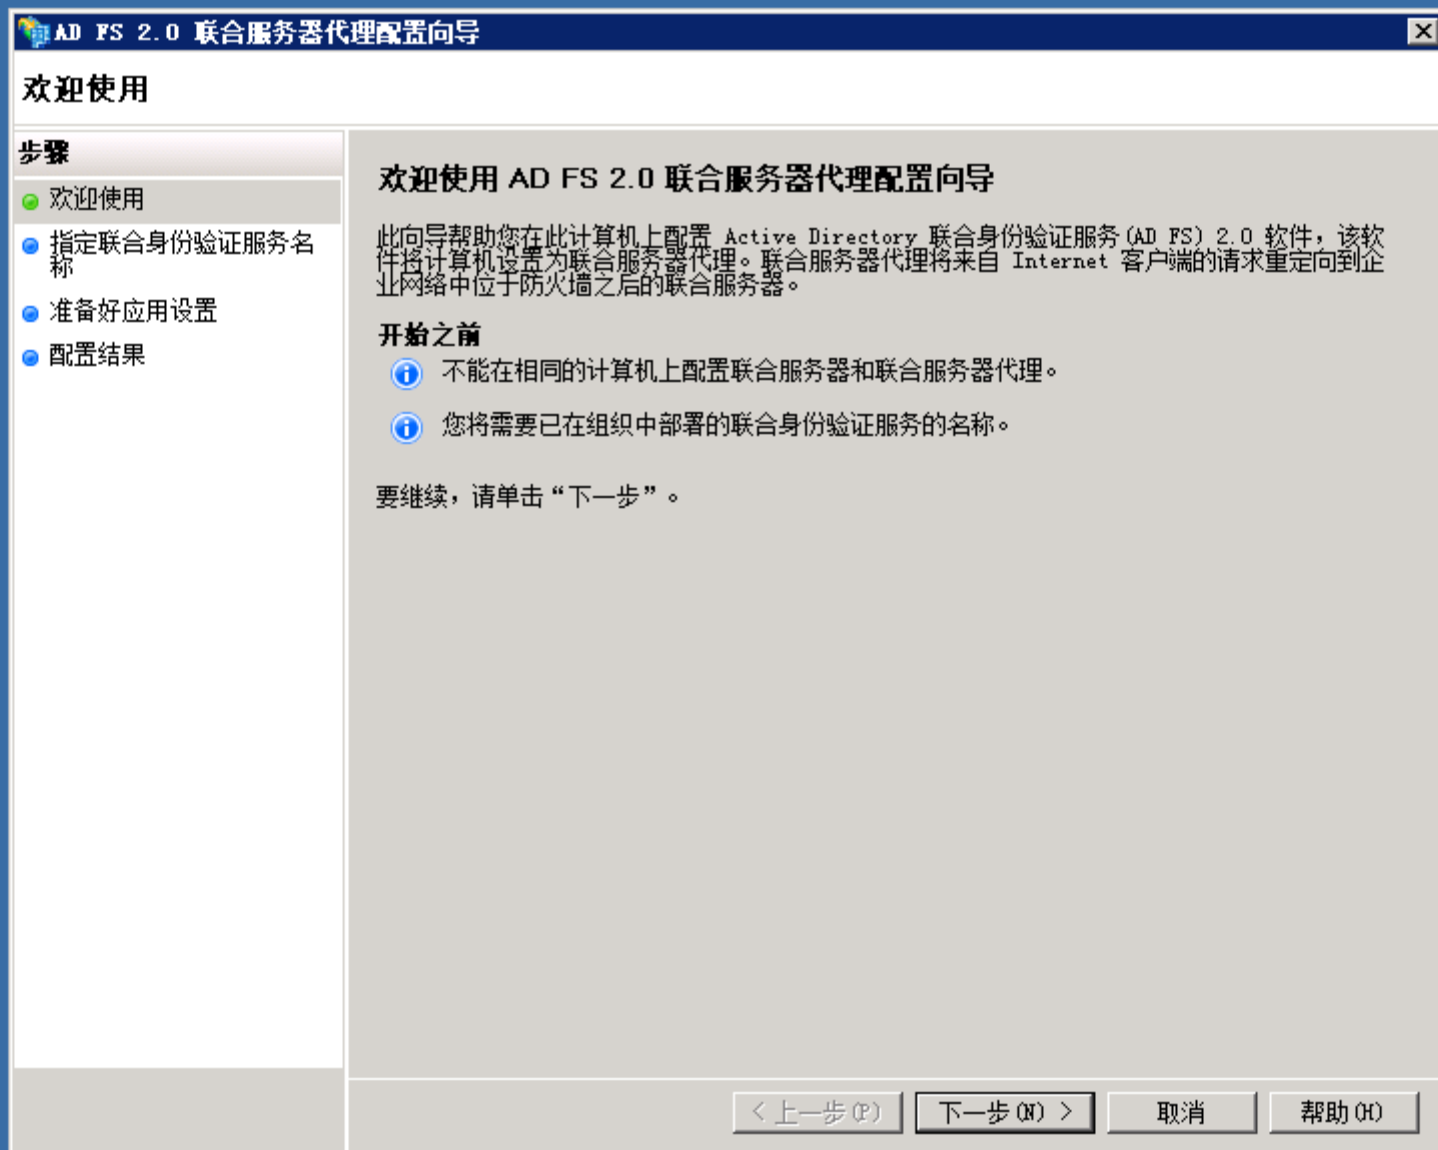 AD FS 2.0 联合服务器代理配置向导
欢迎使用
步骤
欢迎使用
指定联合身份验证服务名
称
准备好应用设置
配置结果
欢迎使用 AD FS 2.0 联合服务器代理配置向导
此向导帮助您在此计算机上配置 Active Directory 联合身份验证服务(AD FS) 2.0 软件，该软
件将计算机设置为联合服务器代理。联合服务器代理将来自 Internet 客户端的请求重定向到企
业网络中位于防火墙之后的联合服务器。
开始之前
不能在相同的计算机上配置联合服务器和联合服务器代理。
您将需要已在组织中部署的联合身份验证服务的名称。
要继续，请单击“下一步”。
< 上一步(P)
下一步(N) >
取消
帮助(H)